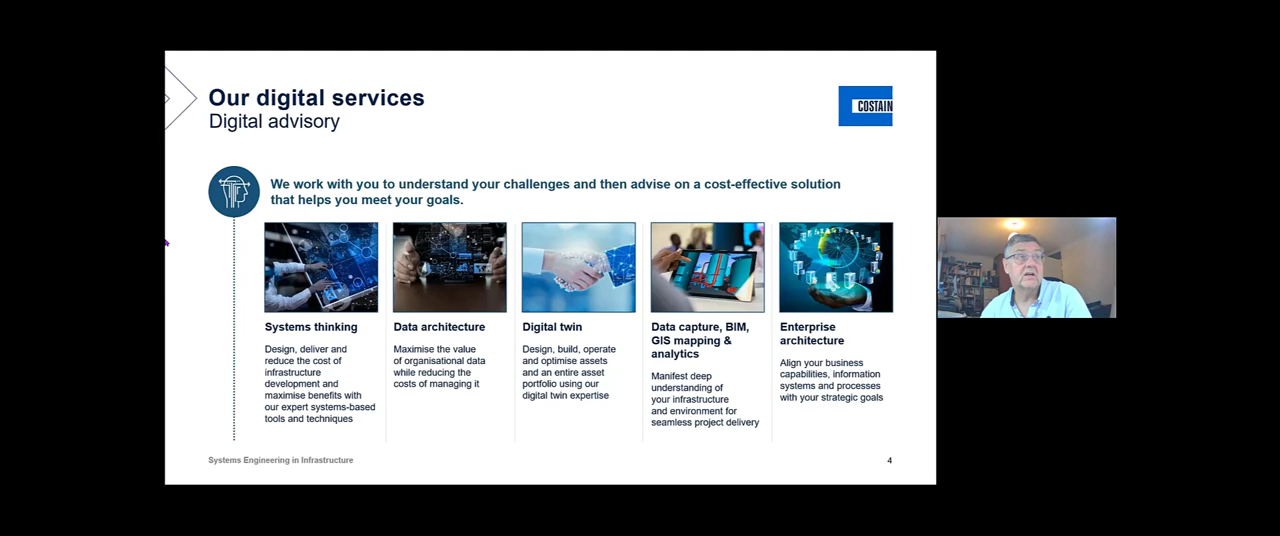 Our digital services
Digital advisory
COSTAIN
We work with you to understand your challenges and then advise on a cost-effective solution
that helps you meet your goals.
Systems thinking
Design, deliver and
reduce the cost of
infrastructure
development and
maximise benefits with
our expert systems-based
tools and techniques
Data architecture
Maximise the value
of organisational data
while reducing the
costs of managing it
Digital twin
Design, build, operate
and optimise assets
and an entire asset
portfolio using our
digital twin expertise
Data capture, BIM,
GIS mapping &
analytics
Manifest deep
understanding of
your infrastructure
and environment for
seamless project delivery
Enterprise
architecture
Align your business
capabilities, information
systems and processes
with your strategic goals
Systems Engineering in Infrastructure
4